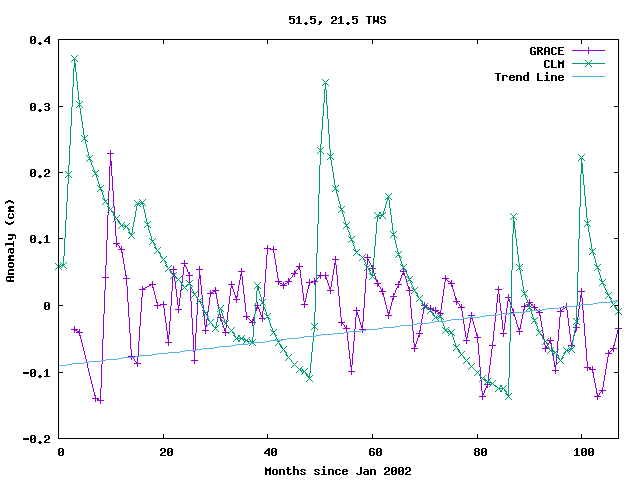 51.5, 21.5 TWS
GRACE
CLM
Trend Line
0.4
0.3
0.2
0.1
0
-0.1
-0.2
Anomaly (cm)
0 20 40 60 80 100
Months since Jan 2002